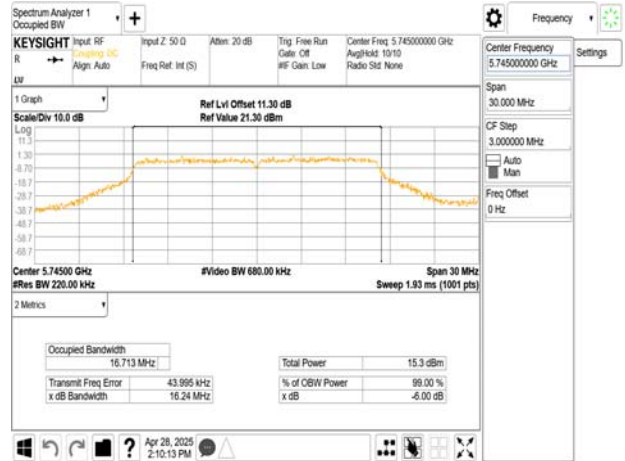 Spectrum Analyzer 1
Occupied BW
Frequency
Settings
KEYSIGHT
R
Input: RF
Coupling: DC
Align: Auto
Input Z: 50 Ω
Freq Ref: Int (S)
Atten: 20 dB
Trig: Free Run
Gate: Off
#IF Gain: Low
Center Freq: 5.745000000 GHz
Avg|Hold: 10/10
Radio Std: None
Center Frequency
5.745000000 GHz
Span
30.000 MHz
CF Step
3.000000 MHz
Auto
Man
Freq Offset
0 Hz
1 Graph
Scale/Div 10.0 dB
Ref Lvl Offset 11.30 dB
Ref Value 21.30 dBm
Log
11.3
1.30
-8.70
-18.7
-28.7
-38.7
-48.7
-58.7
-68.7
Center 5.74500 GHz
#Video BW 680.00 kHz
Span 30 MHz
#Res BW 220.00 kHz
Sweep 1.93 ms (1001 pts)
2 Metrics
Occupied Bandwidth
16.713 MHz
Total Power 15.3 dBm
Transmit Freq Error 43.995 kHz
% of OBW Power 99.00 %
x dB Bandwidth 16.24 MHz
x dB -6.00 dB
Apr 28, 2025
2:10:13 PM